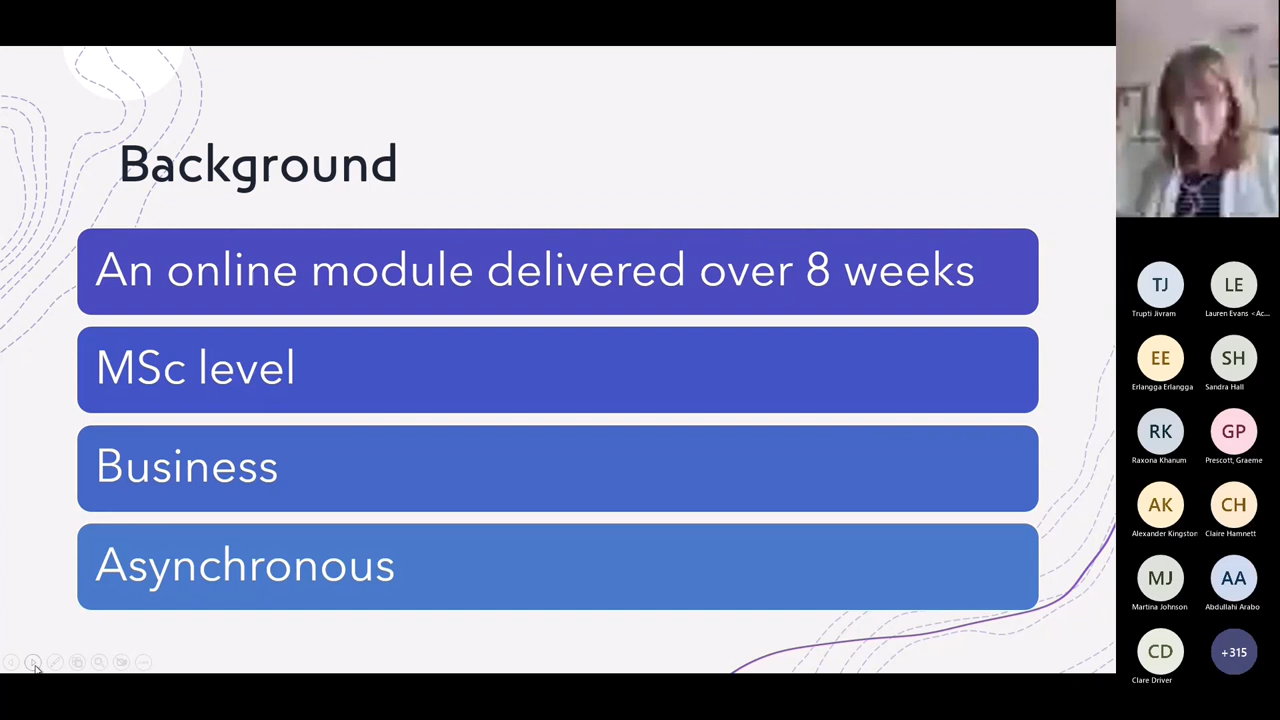 Background
An online module delivered over 8 weeks
MSc level
Business
Asynchronous
TJ
LE
Trupti Jivram
Lauren Evans <Ac...
EE
SH
Erlangga Erlangga
Sandra Hall
RK
GP
Raxona Khanum
Prescott, Graeme
AK
CH
Alexander Kingston
Claire Hamnett
MJ
AA
Martina Johnson
Abdullahi Arabo
CD
+315
Clare Driver